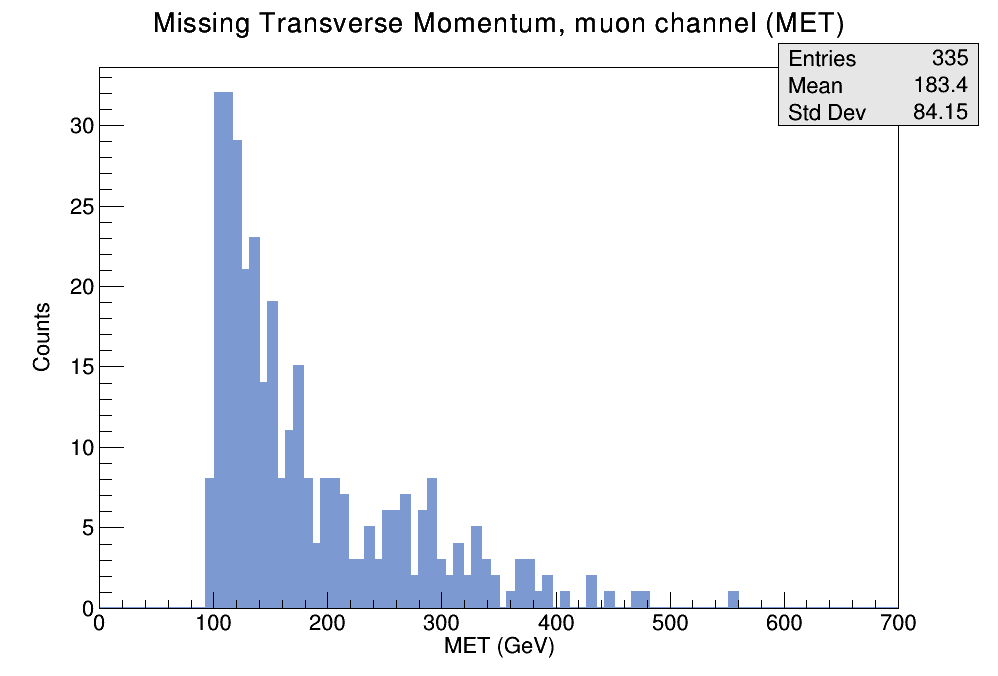 Missing Transverse Momentum, muon channel (MET)
Entries 335
Mean 183.4
Std Dev 84.15
Counts
30
25
20
15
10
5
0
0 100 200 300 400 500 600 700
MET (GeV)